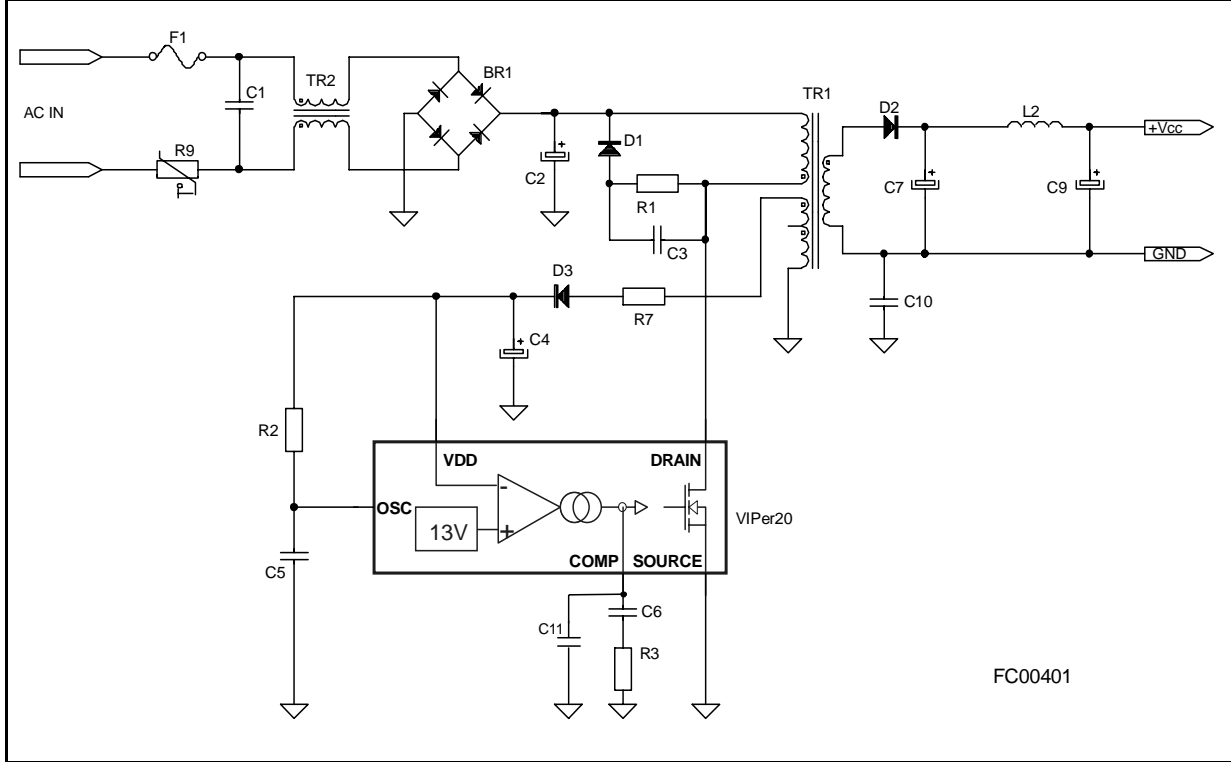 F1
TR2
BR1
TR1
D2
L2
+Vcc
AC IN
C1
R9
T°
C2
+
D1
R1
C3
C7
+
C9
+
GND
D3
R7
C10
C4
+
R2
VDD
DRAIN
OSC
-
13V
+
VIPer20
C5
COMP
SOURCE
C11
C6
R3
FC00401